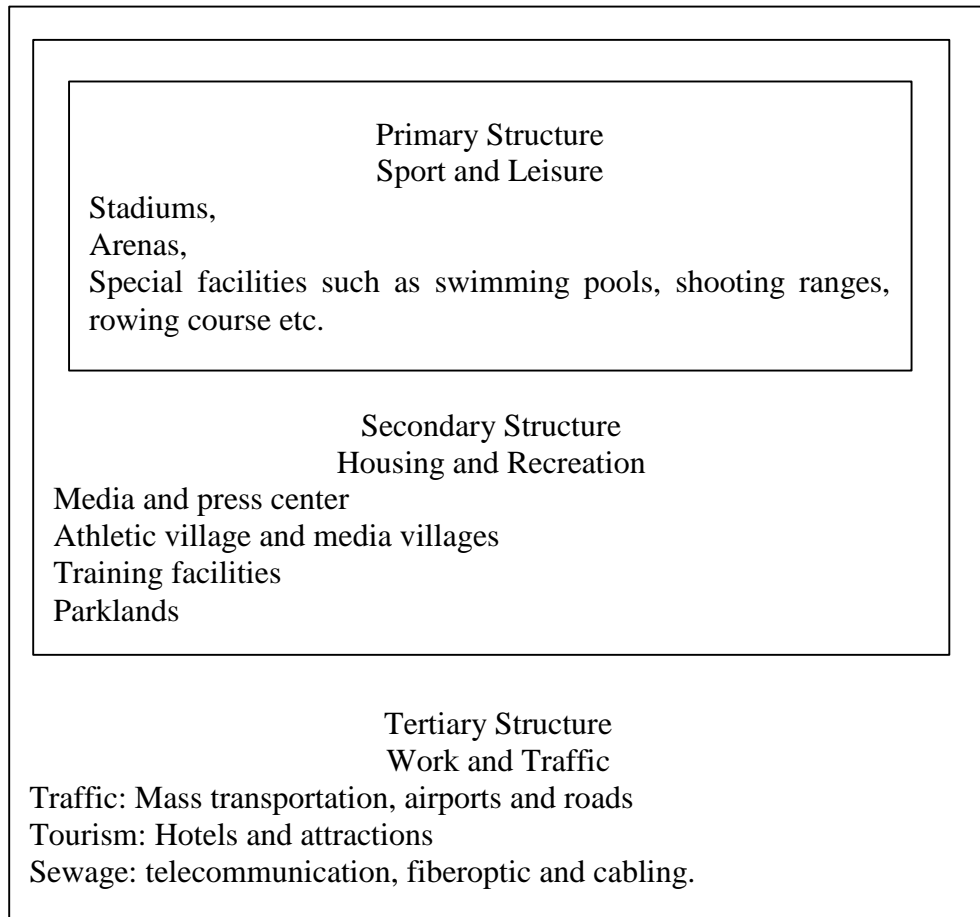 Primary Structure
Sport and Leisure
Stadiums,
Arenas,
Special facilities such as swimming pools, shooting ranges,
rowing course etc.
Secondary Structure
Housing and Recreation
Media and press center
Athletic village and media villages
Training facilities
Parklands
Tertiary Structure
Work and Traffic
Traffic: Mass transportation, airports and roads
Tourism: Hotels and attractions
Sewage: telecommunication, fiberoptic and cabling.